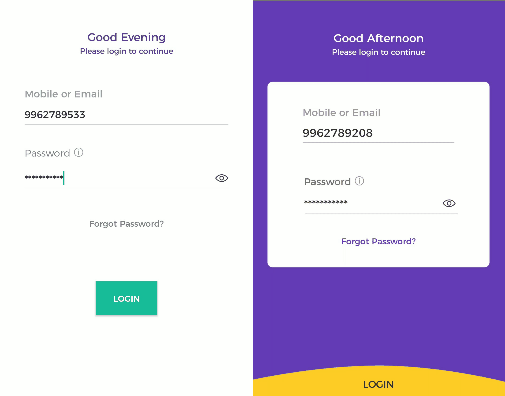 Good Evening
Please login to continue
Mobile or Email
9962789533
Password ⓘ
***********
Forgot Password?
LOGIN
Good Afternoon
Please login to continue
Mobile or Email
9962789208
Password ⓘ
***********
Forgot Password?
LOGIN